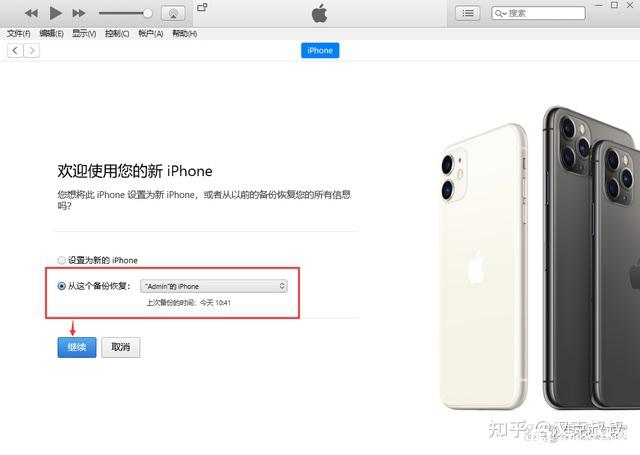 搜索
文件(F) 编辑(E) 显示(V) 控制(C) 帐户(A) 帮助(H)
iPhone
欢迎使用您的新 iPhone
您想将此 iPhone 设置为新 iPhone，或者从以前的备份恢复您的所有信息
吗？
设置为新的 iPhone
从这个备份恢复： "Admin"的 iPhone
上次备份的时间：今天 10:41
继续 取消
知乎 @汉克叔叔